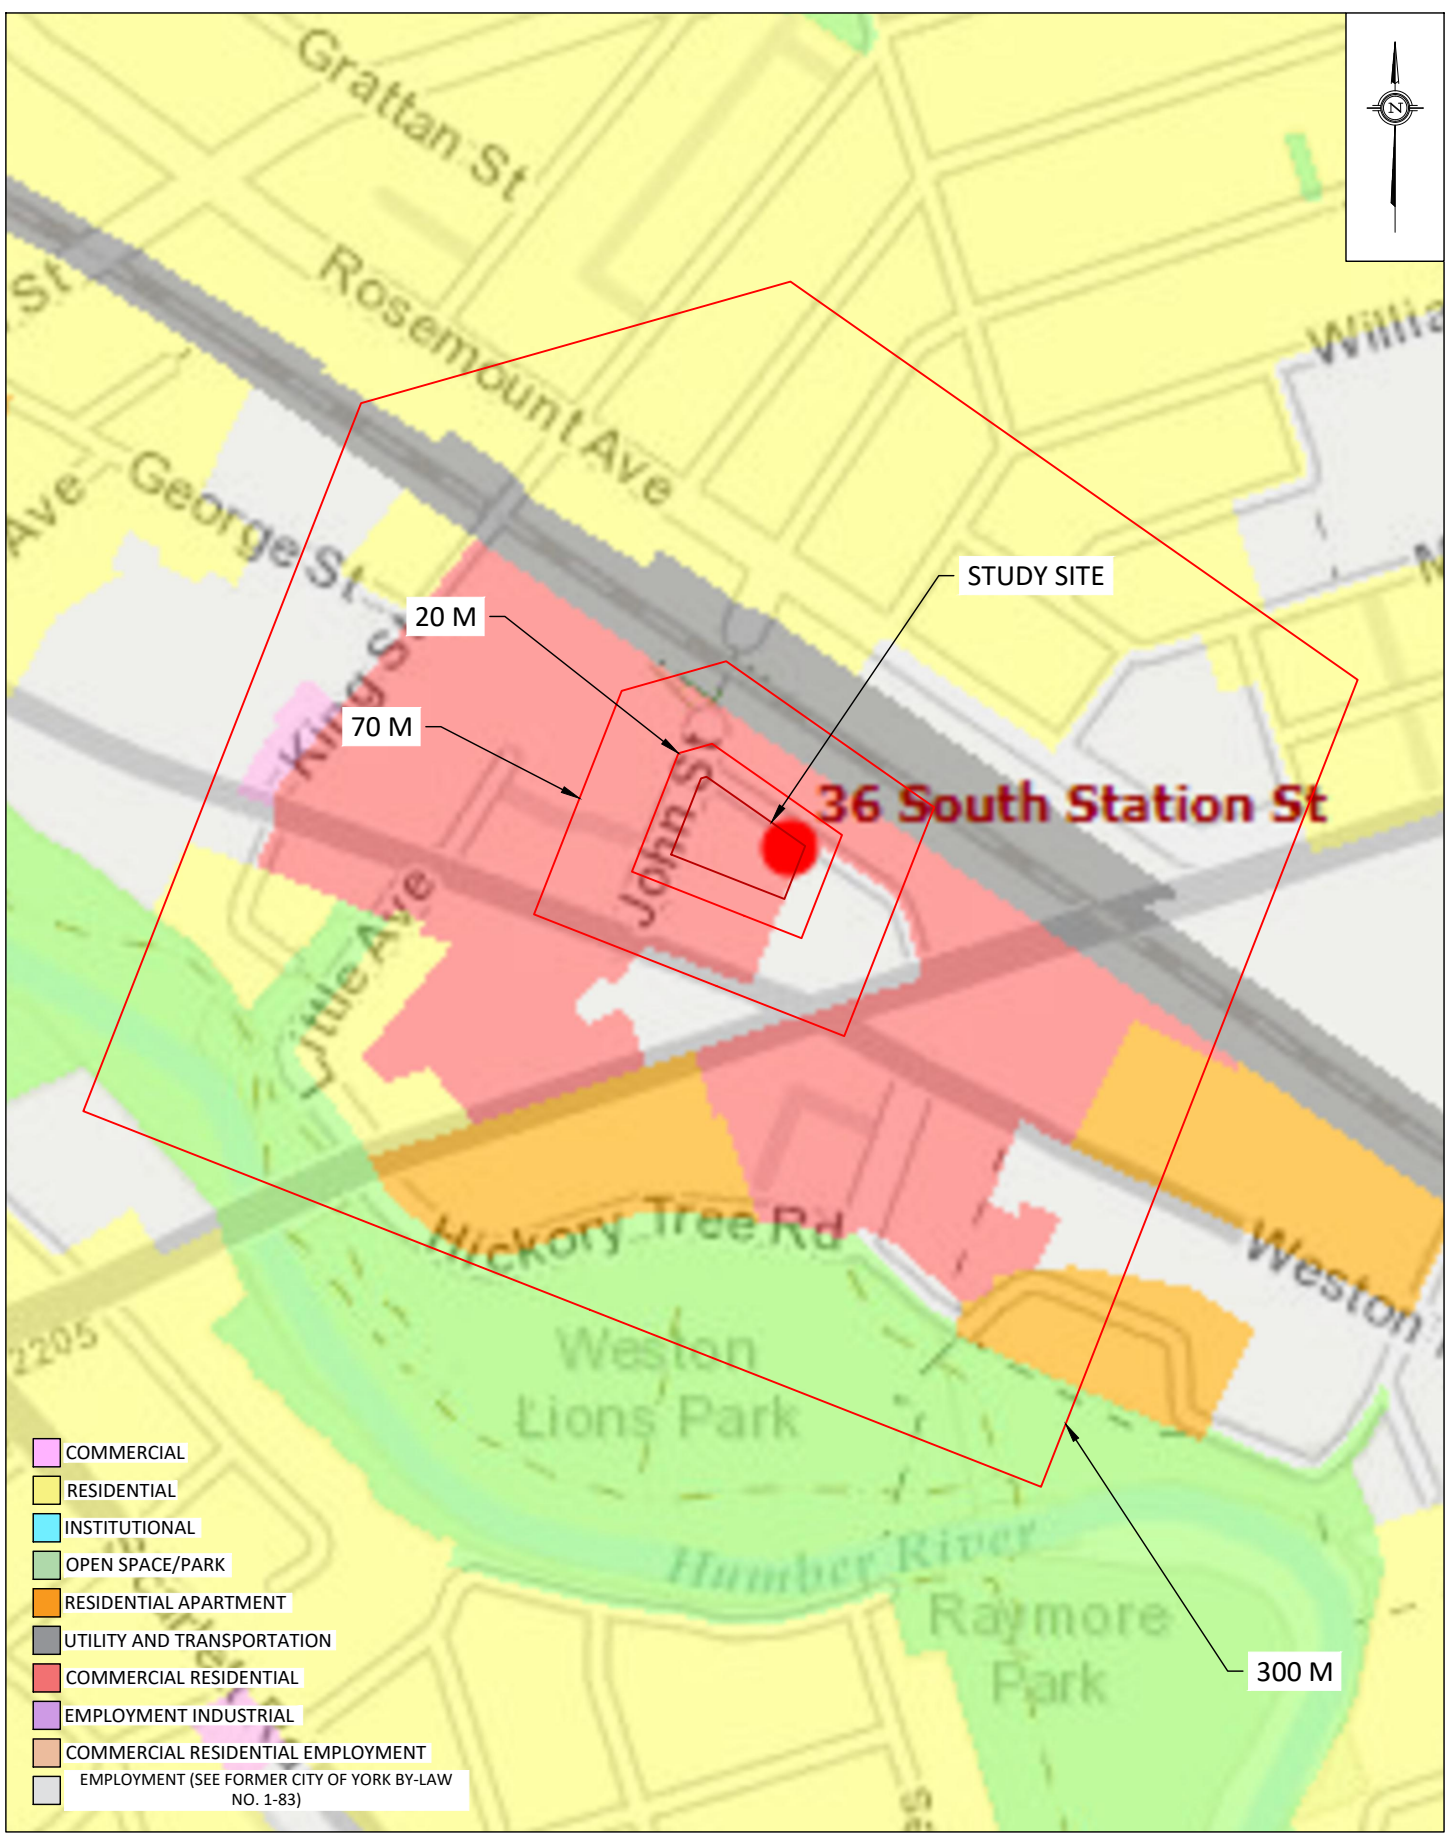 Grattan St
N
Rosemount Ave
St
Willia
George St
Ave
M
STUDY SITE
20 M
King St
70 M
John St
36 South Station St
Little Ave
Hickory Tree Rd
Weston
2205
Weston
Lions Park
Humber River
Raymore
Park
300 M
COMMERCIAL
RESIDENTIAL
INSTITUTIONAL
OPEN SPACE/PARK
RESIDENTIAL APARTMENT
UTILITY AND TRANSPORTATION
COMMERCIAL RESIDENTIAL
EMPLOYMENT INDUSTRIAL
COMMERCIAL RESIDENTIAL EMPLOYMENT
EMPLOYMENT (SEE FORMER CITY OF YORK BY-LAW
NO. 1-83)